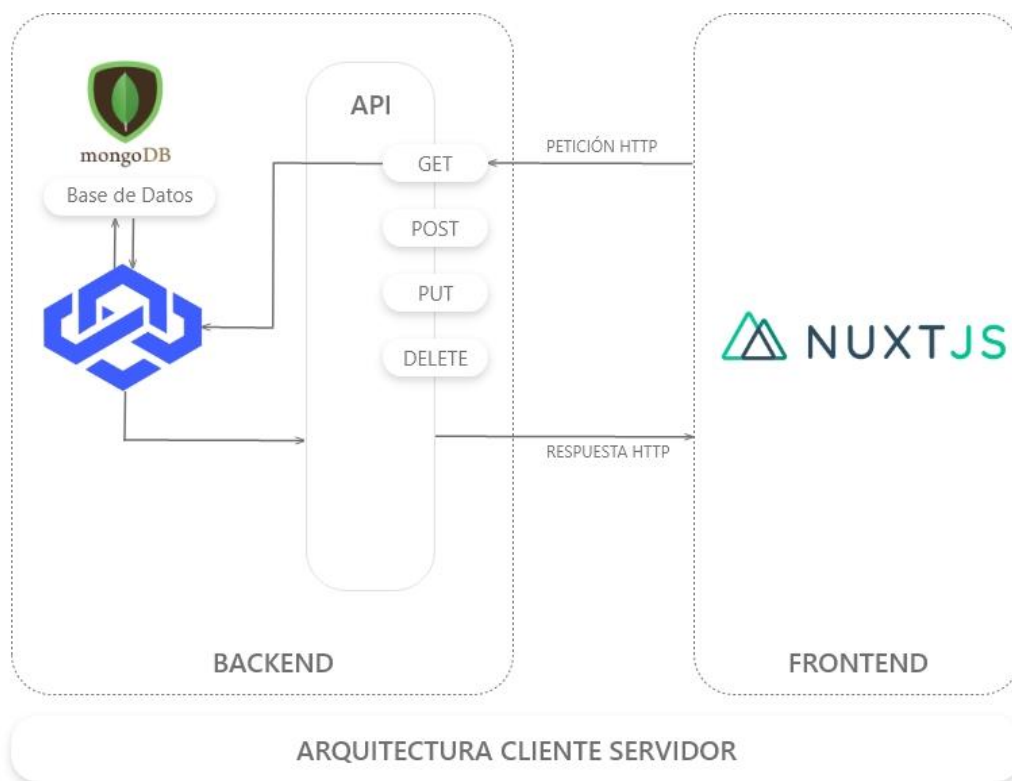 mongoDB
Base de Datos
API
GET
POST
PUT
DELETE
PETICIÓN HTTP
RESPUESTA HTTP
NUXTJS
BACKEND
FRONTEND
ARQUITECTURA CLIENTE SERVIDOR